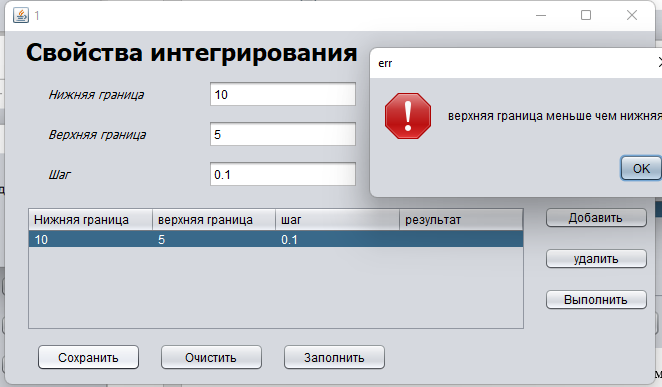 1
Свойства интегрирования
err
Нижняя граница
10
верхняя граница меньше чем нижняя
Верхняя граница
5
OK
Шаг
0.1
Нижняя граница верхняя граница шаг результат
10 5 0.1
Добавить
удалить
Выполнить
Сохранить Очистить Заполнить